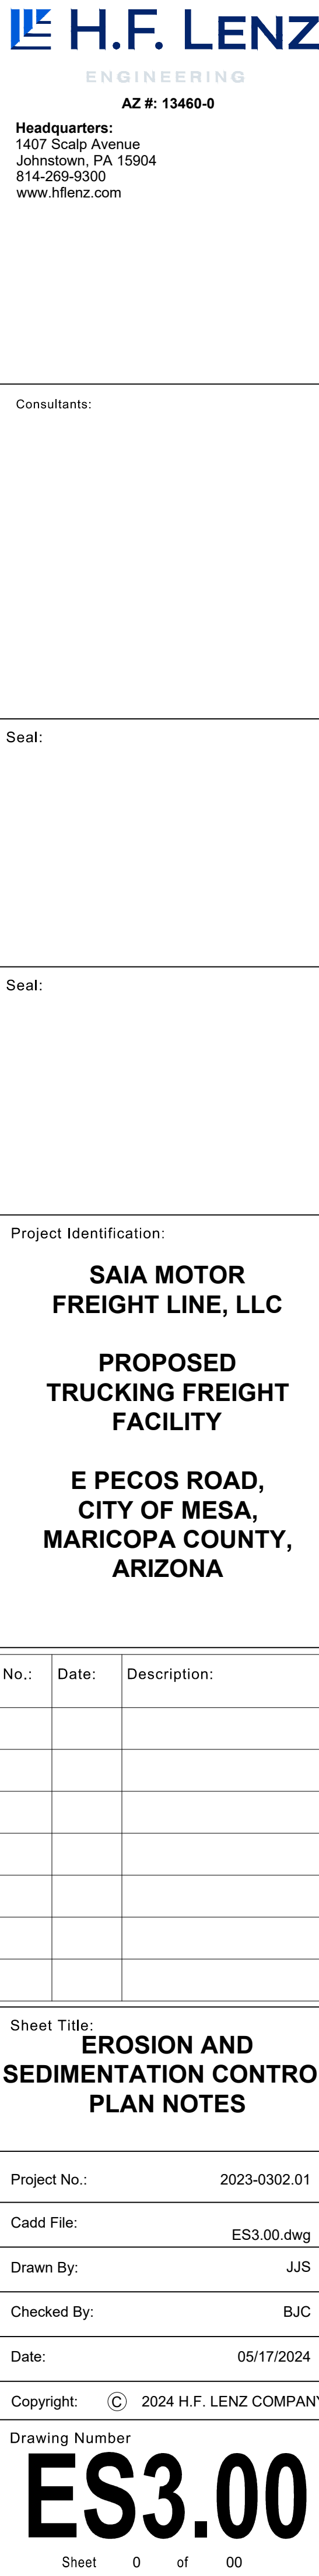 H.F. LENZ
ENGINEERING
AZ #: 13460-0
Headquarters:
1407 Scalp Avenue
Johnstown, PA 15904
814-269-9300
www.hflenz.com
Consultants:
Seal:
Seal:
Project Identification:
SAIA MOTOR
FREIGHT LINE, LLC
PROPOSED
TRUCKING FREIGHT
FACILITY
E PECOS ROAD,
CITY OF MESA,
MARICOPA COUNTY,
ARIZONA
No.: Date: Description:
Sheet Title:
EROSION AND
SEDIMENTATION CONTRO
PLAN NOTES
Project No.: 2023-0302.01
Cadd File: ES3.00.dwg
Drawn By: JJS
Checked By: BJC
Date: 05/17/2024
Copyright: © 2024 H.F. LENZ COMPANY
Drawing Number
ES3.00
Sheet 0 of 00